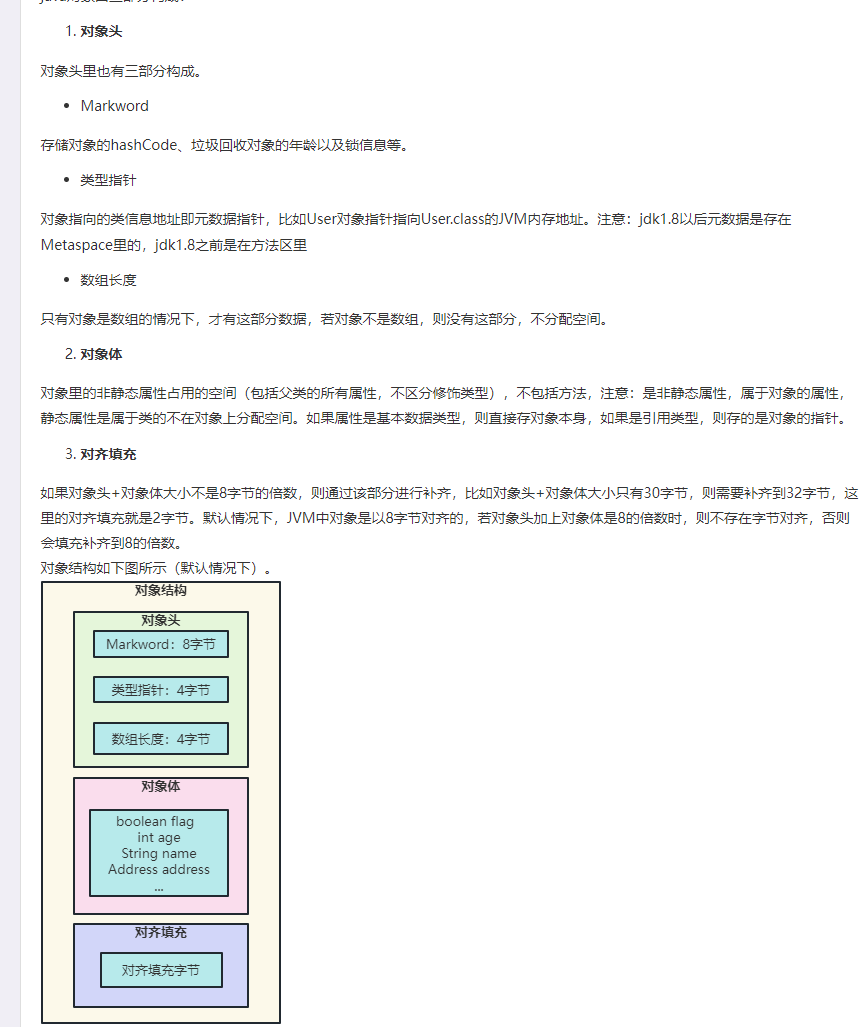 1. 对象头
对象头里也有三部分构成。
• Markword
存储对象的hashCode、垃圾回收对象的年龄以及锁信息等。
• 类型指针
对象指向的类信息地址即元数据指针，比如User对象指针指向User.class的JVM内存地址。注意：jdk1.8以后元数据是存在
Metaspace里的，jdk1.8之前是在方法区里
• 数组长度
只有对象是数组的情况下，才有这部分数据，若对象不是数组，则没有这部分，不分配空间。
2. 对象体
对象里的非静态属性占用的空间（包括父类的所有属性，不区分修饰类型），不包括方法，注意：是非静态属性，属于对象的属性，
静态属性是属于类的不在对象上分配空间。如果属性是基本数据类型，则直接存对象本身，如果是引用类型，则存的是对象的指针。
3. 对齐填充
如果对象头+对象体大小不是8字节的倍数，则通过该部分进行补齐，比如对象头+对象体大小只有30字节，则需要补齐到32字节，这
里的对齐填充就是2字节。默认情况下，JVM中对象是以8字节对齐的，若对象头加上对象体是8的倍数时，则不存在字节对齐，否则
会填充补齐到8的倍数。
对象结构如下图所示（默认情况下）。
对象结构
对象头
Markword：8字节
类型指针：4字节
数组长度：4字节
对象体
boolean flag
int age
String name
Address address
...
对齐填充
对齐填充字节